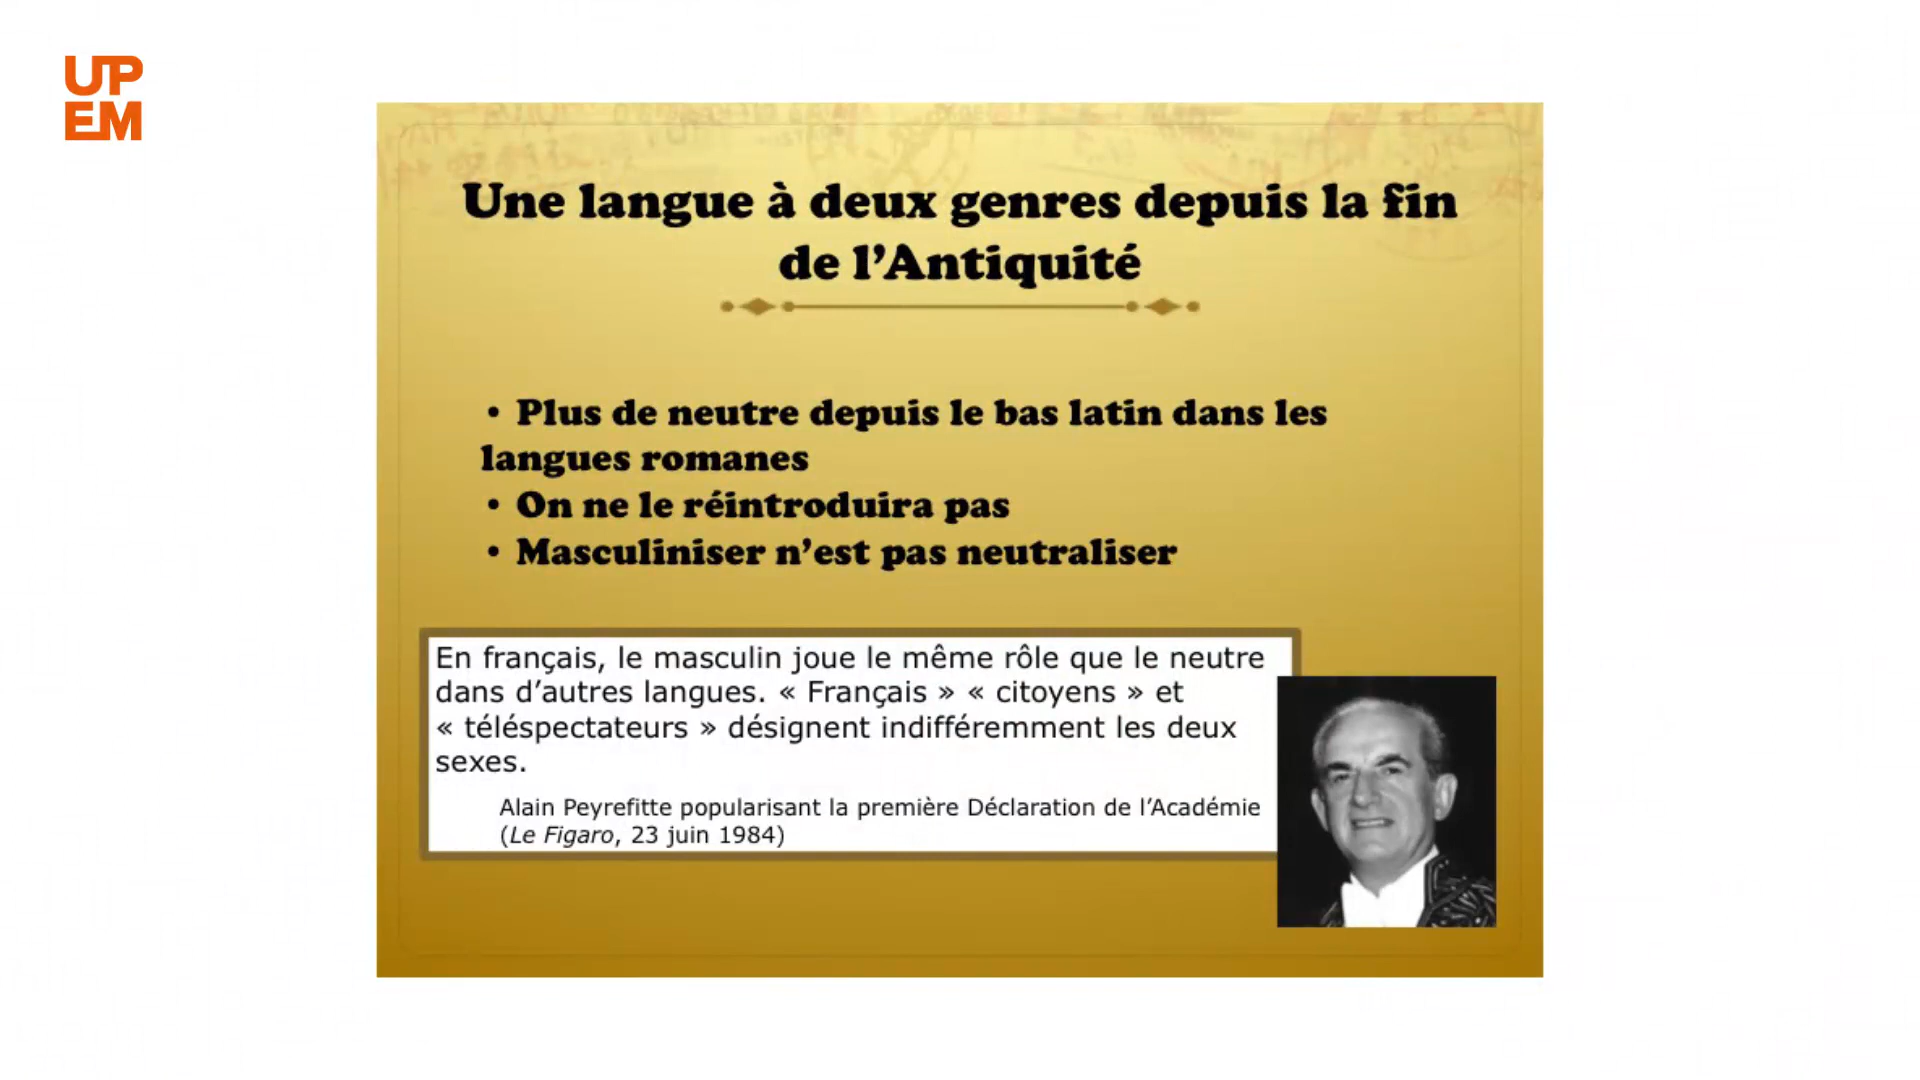 UP
EM
Une langue à deux genres depuis la fin
de l’Antiquité
• Plus de neutre depuis le bas latin dans les
langues romanes
• On ne le réintroduira pas
• Masculiniser n’est pas neutraliser
En français, le masculin joue le même rôle que le neutre
dans d’autres langues. « Français » « citoyens » et
« téléspectateurs » désignent indifféremment les deux
sexes.
Alain Peyrefitte popularisant la première Déclaration de l’Académie
(Le Figaro, 23 juin 1984)